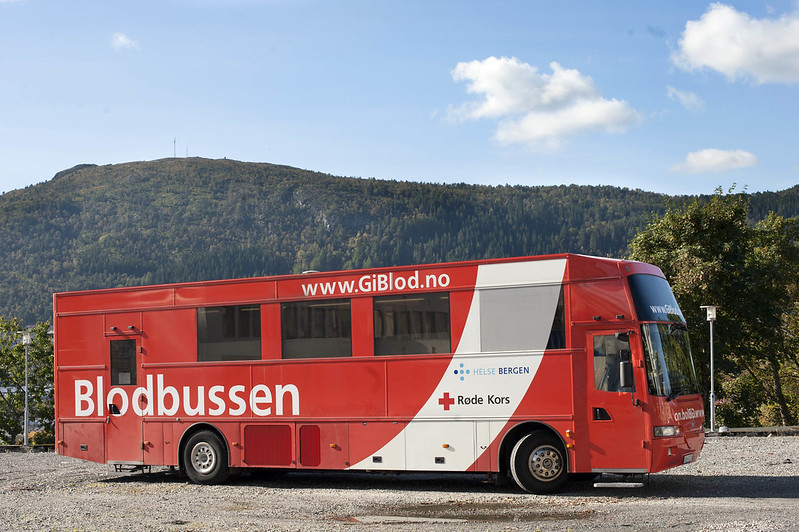 www.GiBlod.no
HELSE BERGEN
Røde Kors
Blodbussen